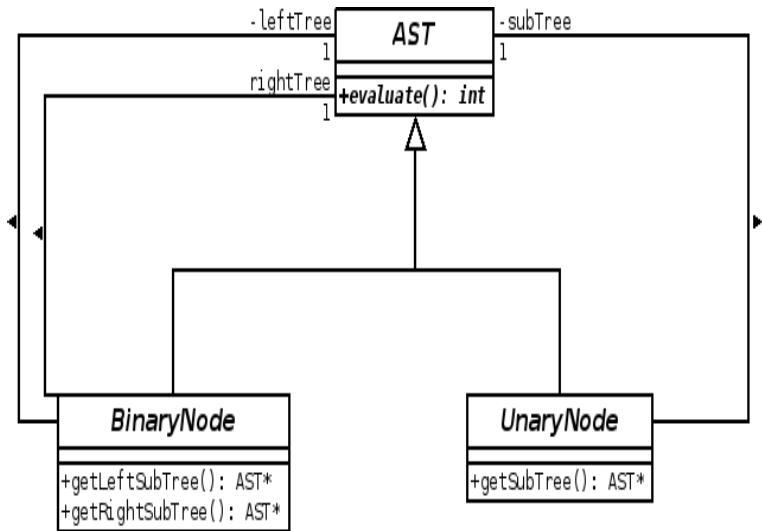 -leftTree
1
AST
-subTree
1
rightTree
1
+evaluate(): int
BinaryNode
+getLeftSubTree(): AST*
+getRightSubTree(): AST*
UnaryNode
+getSubTree(): AST*